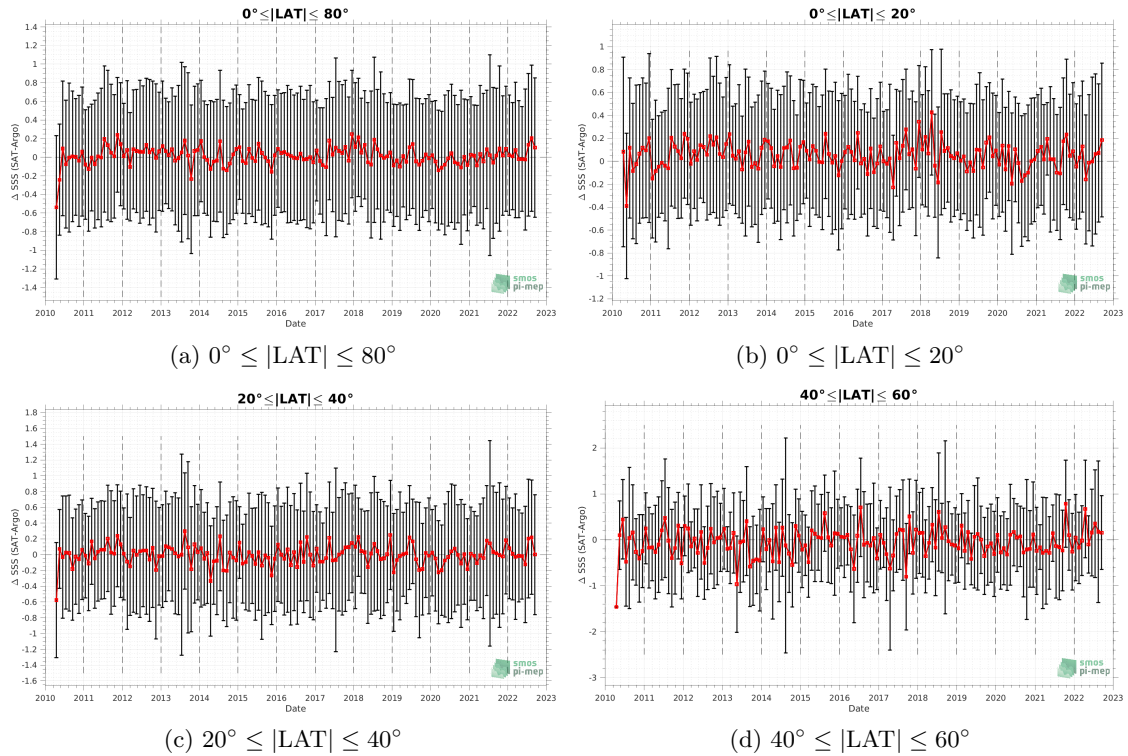 0°≤|LAT|≤ 80°
Δ SSS (SAT-Argo)
1.4
1.2
1
0.8
0.6
0.4
0.2
0
-0.2
-0.4
-0.6
-0.8
-1
-1.2
-1.4
2010 2011 2012 2013 2014 2015 2016 2017 2018 2019 2020 2021 2022 2023
Date
smos
pi-mep
(a) 0° ≤ |LAT| ≤ 80°
0°≤|LAT|≤ 20°
Δ SSS (SAT-Argo)
1
0.8
0.6
0.4
0.2
0
-0.2
-0.4
-0.6
-0.8
-1
-1.2
2010 2011 2012 2013 2014 2015 2016 2017 2018 2019 2020 2021 2022 2023
Date
smos
pi-mep
(b) 0° ≤ |LAT| ≤ 20°
20°≤|LAT|≤ 40°
Δ SSS (SAT-Argo)
1.8
1.6
1.4
1.2
1
0.8
0.6
0.4
0.2
0
-0.2
-0.4
-0.6
-0.8
-1
-1.2
-1.4
-1.6
2010 2011 2012 2013 2014 2015 2016 2017 2018 2019 2020 2021 2022 2023
Date
smos
pi-mep
(c) 20° ≤ |LAT| ≤ 40°
40°≤|LAT|≤ 60°
Δ SSS (SAT-Argo)
2
1
0
-1
-2
-3
2010 2011 2012 2013 2014 2015 2016 2017 2018 2019 2020 2021 2022 2023
Date
smos
pi-mep
(d) 40° ≤ |LAT| ≤ 60°